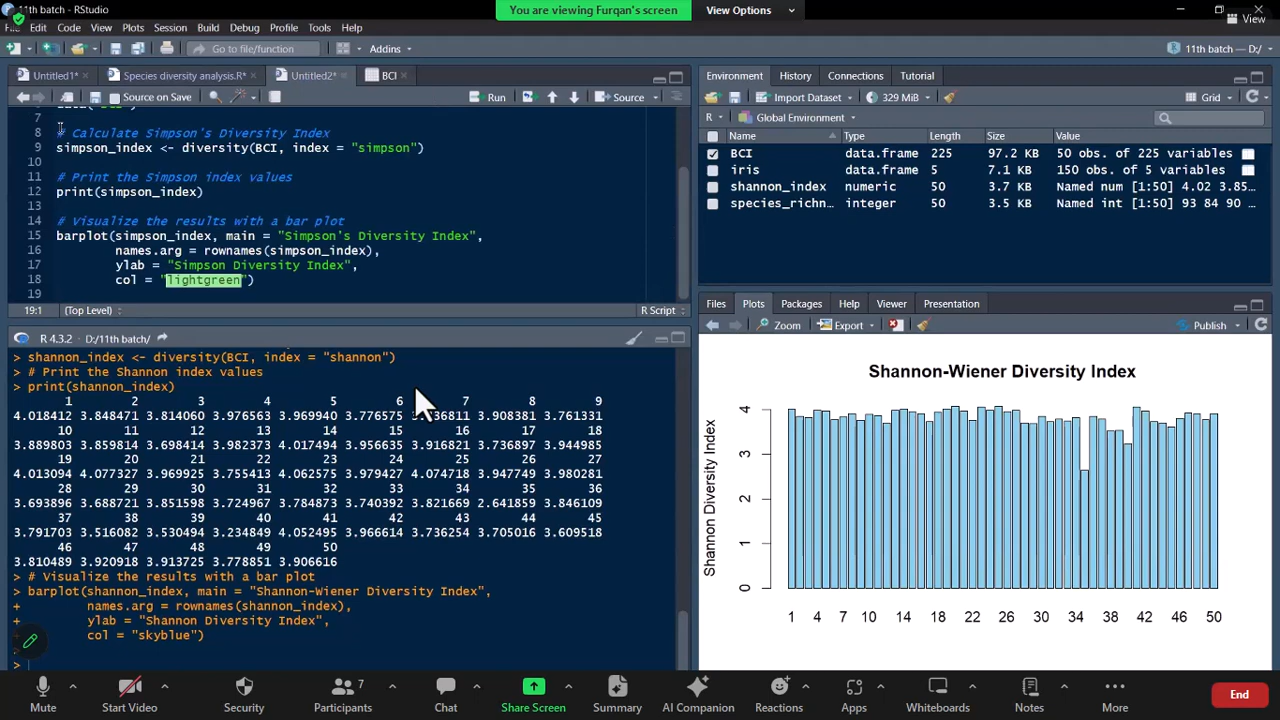 11th batch - RStudio
You are viewing Furqan's screen
View Options
View
File Edit Code View Plots Session Build Debug Profile Tools Help
Go to file/function
Addins
11th batch — D:/
Untitled1*
Species diversity analysis.R*
Untitled2*
BCI
Source on Save
Run
Source
7
8 # Calculate Simpson's Diversity Index
9 simpson_index <- diversity(BCI, index = "simpson")
10
11 # Print the Simpson index values
12 print(simpson_index)
13
14 # Visualize the results with a bar plot
15 barplot(simpson_index, main = "Simpson's Diversity Index",
16 names.arg = rownames(simpson_index),
17 ylab = "Simpson Diversity Index",
18 col = "lightgreen")
19
19:1 (Top Level) R Script
R 4.3.2 · D:/11th batch/
> shannon_index <- diversity(BCI, index = "shannon")
> # Print the Shannon index values
> print(shannon_index)
1 2 3 4 5 6 7 8 9
4.018412 3.848471 3.814060 3.976563 3.969940 3.776575 36811 3.908381 3.761331
10 11 12 13 14 15 16 17 18
3.889803 3.859814 3.698414 3.982373 4.017494 3.956635 3.916821 3.736897 3.944985
19 20 21 22 23 24 25 26 27
4.013094 4.077327 3.969925 3.755413 4.062575 3.979427 4.074718 3.947749 3.980281
28 29 30 31 32 33 34 35 36
3.693896 3.688721 3.851598 3.724967 3.784873 3.740392 3.821669 2.641859 3.846109
37 38 39 40 41 42 43 44 45
3.791703 3.516082 3.530494 3.234849 4.052495 3.966614 3.736254 3.705016 3.609518
46 47 48 49 50
3.810489 3.920918 3.913725 3.778851 3.906616
> # Visualize the results with a bar plot
> barplot(shannon_index, main = "Shannon-Wiener Diversity Index",
+ names.arg = rownames(shannon_index),
+ ylab = "Shannon Diversity Index",
+ col = "skyblue")
>
Environment History Connections Tutorial
Import Dataset
329 MiB
Grid
R
Global Environment
Name Type Length Size Value
BCI data.frame 225 97.2 KB 50 obs. of 225 variables
iris data.frame 5 7.1 KB 150 obs. of 5 variables
shannon_index numeric 50 3.7 KB Named num [1:50] 4.02 3.85…
species_richn… integer 50 3.5 KB Named int [1:50] 93 84 90 …
Files Plots Packages Help Viewer Presentation
Zoom
Export
Publish
Shannon-Wiener Diversity Index
Shannon Diversity Index
4
3
2
1
0
1 4 7 10 14 18 22 26 30 34 38 42 46 50
7
Mute Start Video Security Participants Chat Share Screen Summary AI Companion Reactions Apps Whiteboards Notes More
End